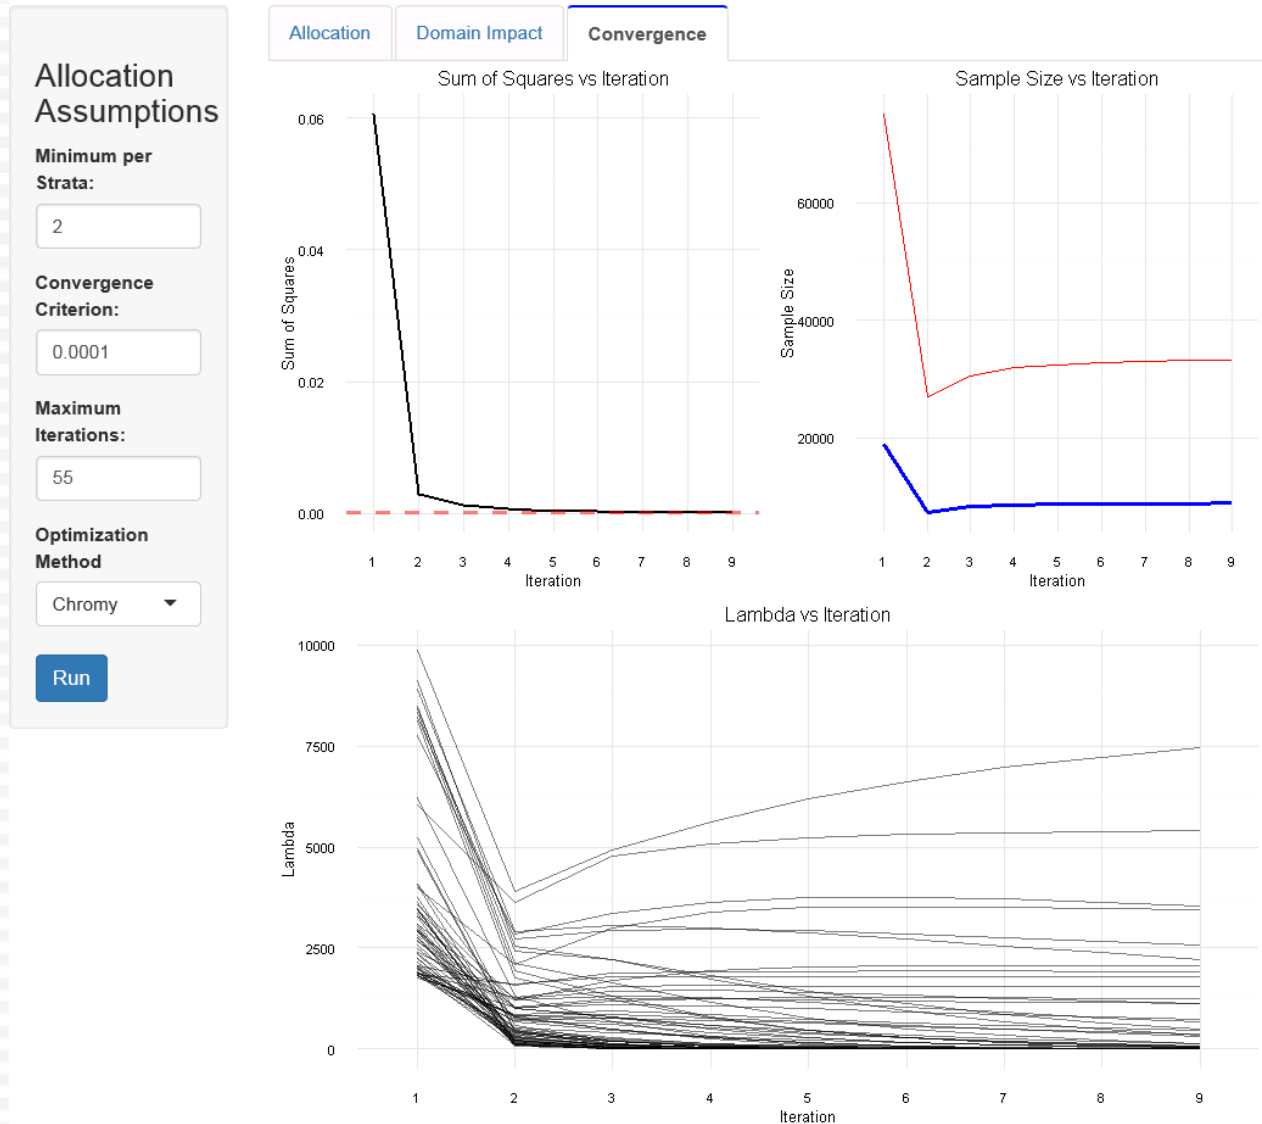 Allocation
Assumptions
Minimum per
Strata:
2
Convergence
Criterion:
0.0001
Maximum
Iterations:
55
Optimization
Method
Chromy
Run
Allocation Domain Impact Convergence
Sum of Squares vs Iteration
Sum of Squares
0.06
0.04
0.02
0.00
1 2 3 4 5 6 7 8 9
Iteration
Sample Size vs Iteration
Sample Size
60000
40000
20000
1 2 3 4 5 6 7 8 9
Iteration
Lambda vs Iteration
Lambda
10000
7500
5000
2500
0
1 2 3 4 5 6 7 8 9
Iteration